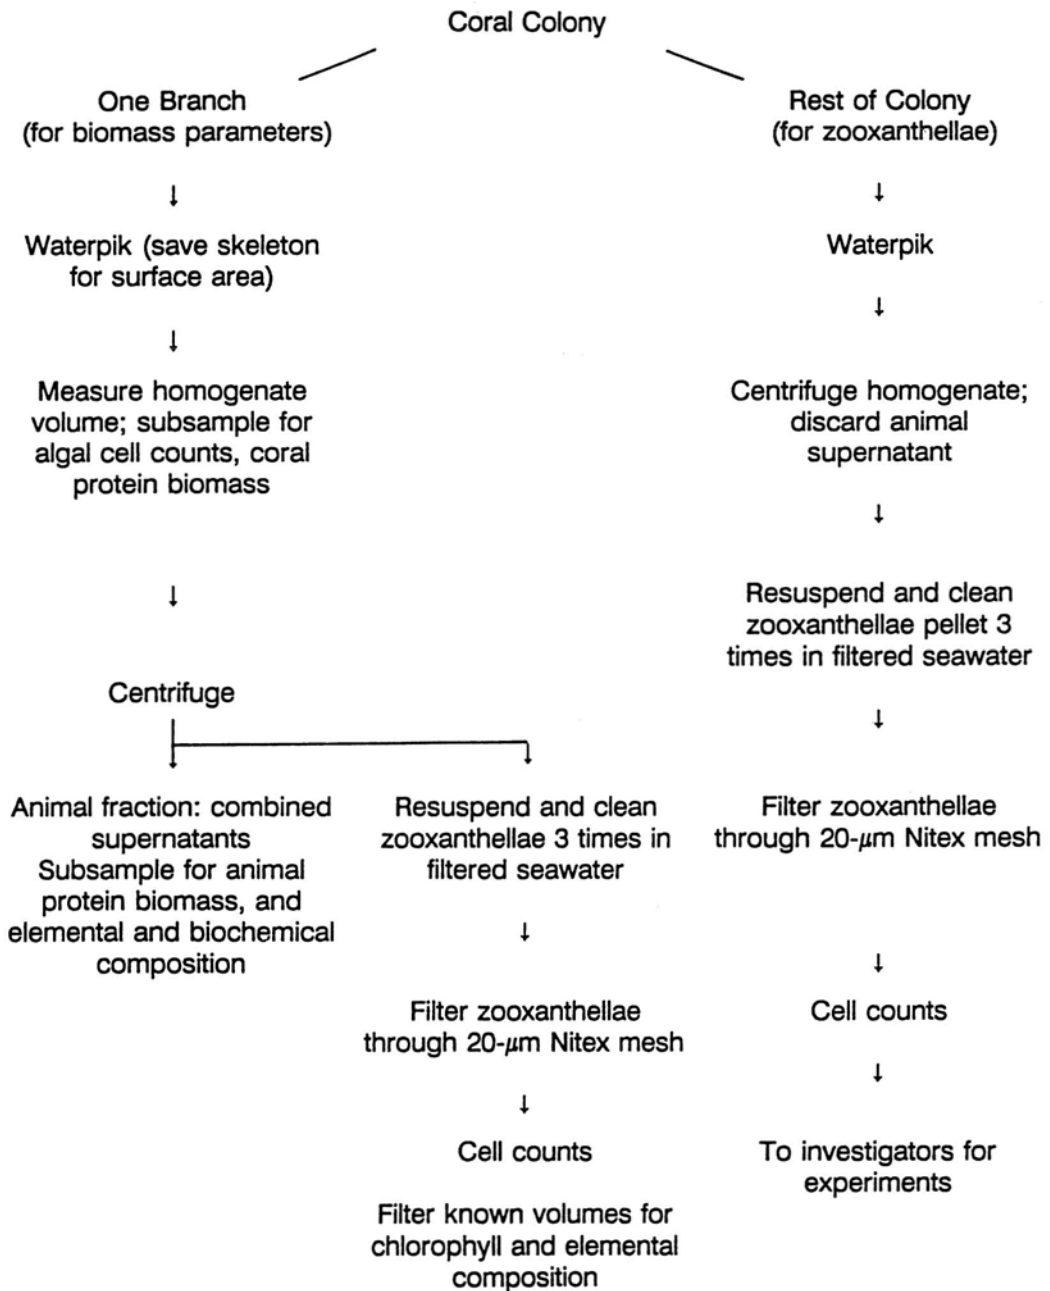 Coral Colony
One Branch
(for biomass parameters)
Rest of Colony
(for zooxanthellae)
↓
↓
Waterpik (save skeleton
for surface area)
Waterpik
↓
↓
Measure homogenate
volume; subsample for
algal cell counts, coral
protein biomass
Centrifuge homogenate;
discard animal
supernatant
↓
↓
Resuspend and clean
zooxanthellae pellet 3
times in filtered seawater
Centrifuge
↓
Animal fraction: combined
supernatants
Subsample for animal
protein biomass, and
elemental and biochemical
composition
Resuspend and clean
zooxanthellae 3 times in
filtered seawater
Filter zooxanthellae
through 20-μm Nitex mesh
↓
↓
Filter zooxanthellae
through 20-μm Nitex mesh
Cell counts
↓
↓
Cell counts
To investigators for
experiments
Filter known volumes for
chlorophyll and elemental
composition